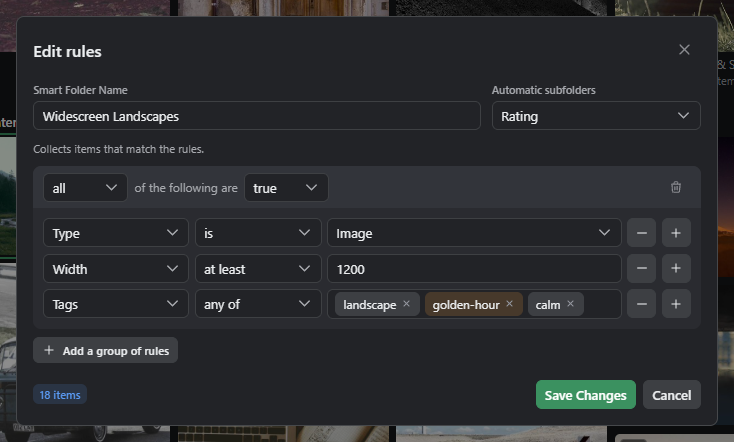 Edit rules
Smart Folder Name
Automatic subfolders
Widescreen Landscapes
Rating
Collects items that match the rules.
all of the following are true
Type is Image
Width at least 1200
Tags any of landscape × golden-hour × calm ×
+ Add a group of rules
18 items
Save Changes
Cancel